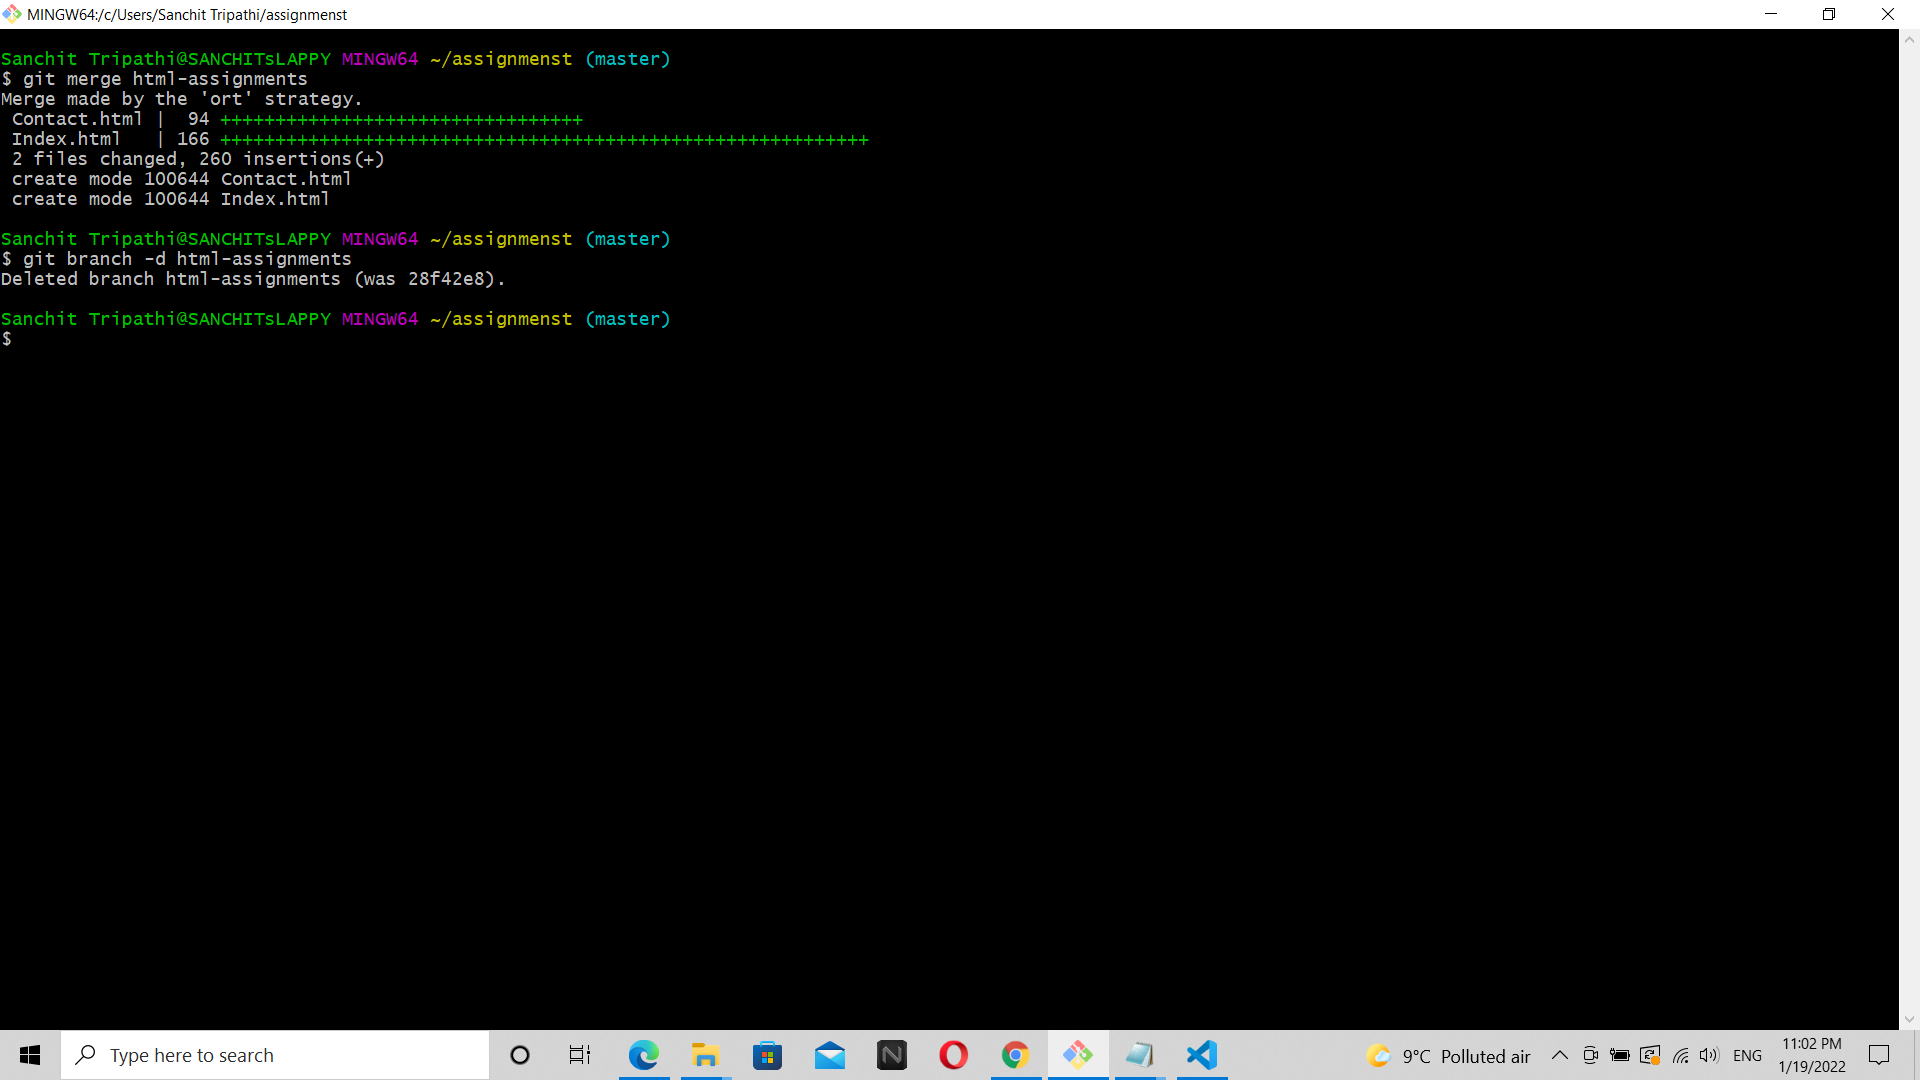 MINGW64:/c/Users/Sanchit Tripathi/assignmenst
Sanchit Tripathi@SANCHITsLAPPY MINGW64 ~/assignmenst (master)
$ git merge html-assignments
Merge made by the 'ort' strategy.
 Contact.html |  94 +++++++++++++++++++++++++++++++++
 Index.html   | 166 +++++++++++++++++++++++++++++++++++++++++++++++++++++++++++
 2 files changed, 260 insertions(+)
 create mode 100644 Contact.html
 create mode 100644 Index.html
Sanchit Tripathi@SANCHITsLAPPY MINGW64 ~/assignmenst (master)
$ git branch -d html-assignments
Deleted branch html-assignments (was 28f42e8).
Sanchit Tripathi@SANCHITsLAPPY MINGW64 ~/assignmenst (master)
$
Type here to search
9°C Polluted air
ENG
11:02 PM
1/19/2022